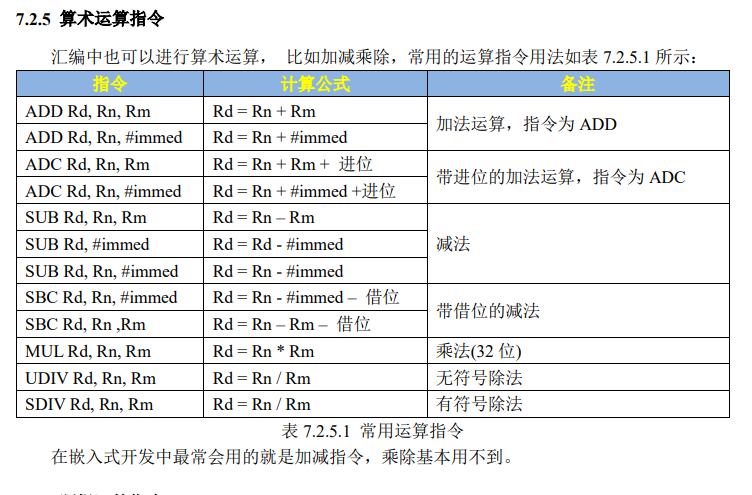 7.2.5 算术运算指令
汇编中也可以进行算术运算， 比如加减乘除，常用的运算指令用法如表 7.2.5.1 所示：
指令 计算公式 备注
ADD Rd, Rn, Rm Rd = Rn + Rm
加法运算，指令为 ADD
ADD Rd, Rn, #immed Rd = Rn + #immed
ADC Rd, Rn, Rm Rd = Rn + Rm + 进位
带进位的加法运算，指令为 ADC
ADC Rd, Rn, #immed Rd = Rn + #immed +进位
SUB Rd, Rn, Rm Rd = Rn – Rm
SUB Rd, #immed Rd = Rd - #immed 减法
SUB Rd, Rn, #immed Rd = Rn - #immed
SBC Rd, Rn, #immed Rd = Rn - #immed – 借位
带借位的减法
SBC Rd, Rn ,Rm Rd = Rn – Rm – 借位
MUL Rd, Rn, Rm Rd = Rn * Rm 乘法(32 位)
UDIV Rd, Rn, Rm Rd = Rn / Rm 无符号除法
SDIV Rd, Rn, Rm Rd = Rn / Rm 有符号除法
表 7.2.5.1 常用运算指令
在嵌入式开发中最常会用的就是加减指令，乘除基本用不到。